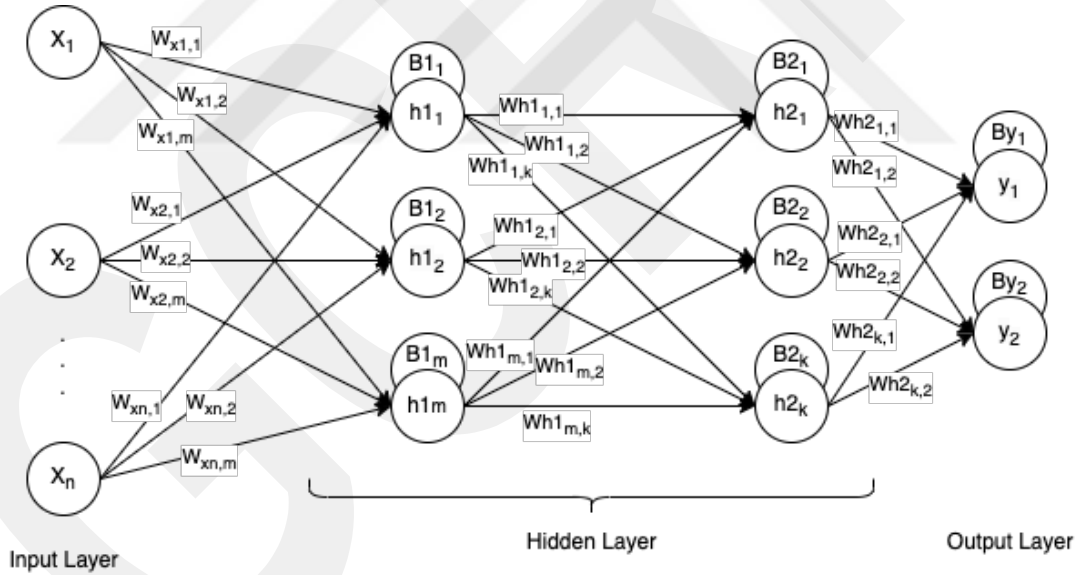 X1
Wx1,1
Wx1,2
Wx1,m
X2
Wx2,1
Wx2,2
Wx2,m
.
.
.
Xn
Wxn,1
Wxn,2
Wxn,m
B11
h11
B12
h12
B1m
h1m
Wh11,1
Wh11,2
Wh11,k
Wh12,1
Wh12,2
Wh12,k
Wh1m,1
Wh1m,2
Wh1m,k
B21
h21
B22
h22
B2k
h2k
Wh21,1
Wh21,2
Wh22,1
Wh22,2
Wh2k,1
Wh2k,2
By1
y1
By2
y2
Input Layer
Hidden Layer
Output Layer